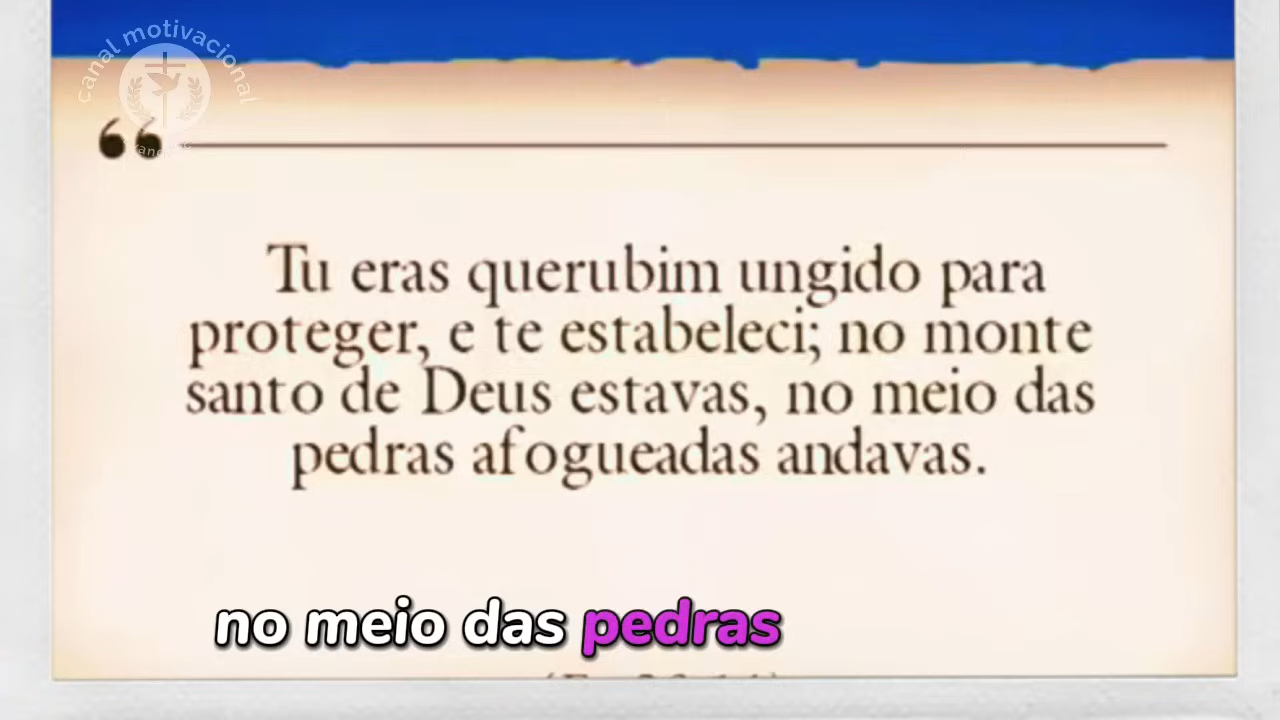 canal motivacional
“
Tu eras querubim ungido para
proteger, e te estabeleci; no monte
santo de Deus estavas, no meio das
pedras afogueadas andavas.
no meio das pedras